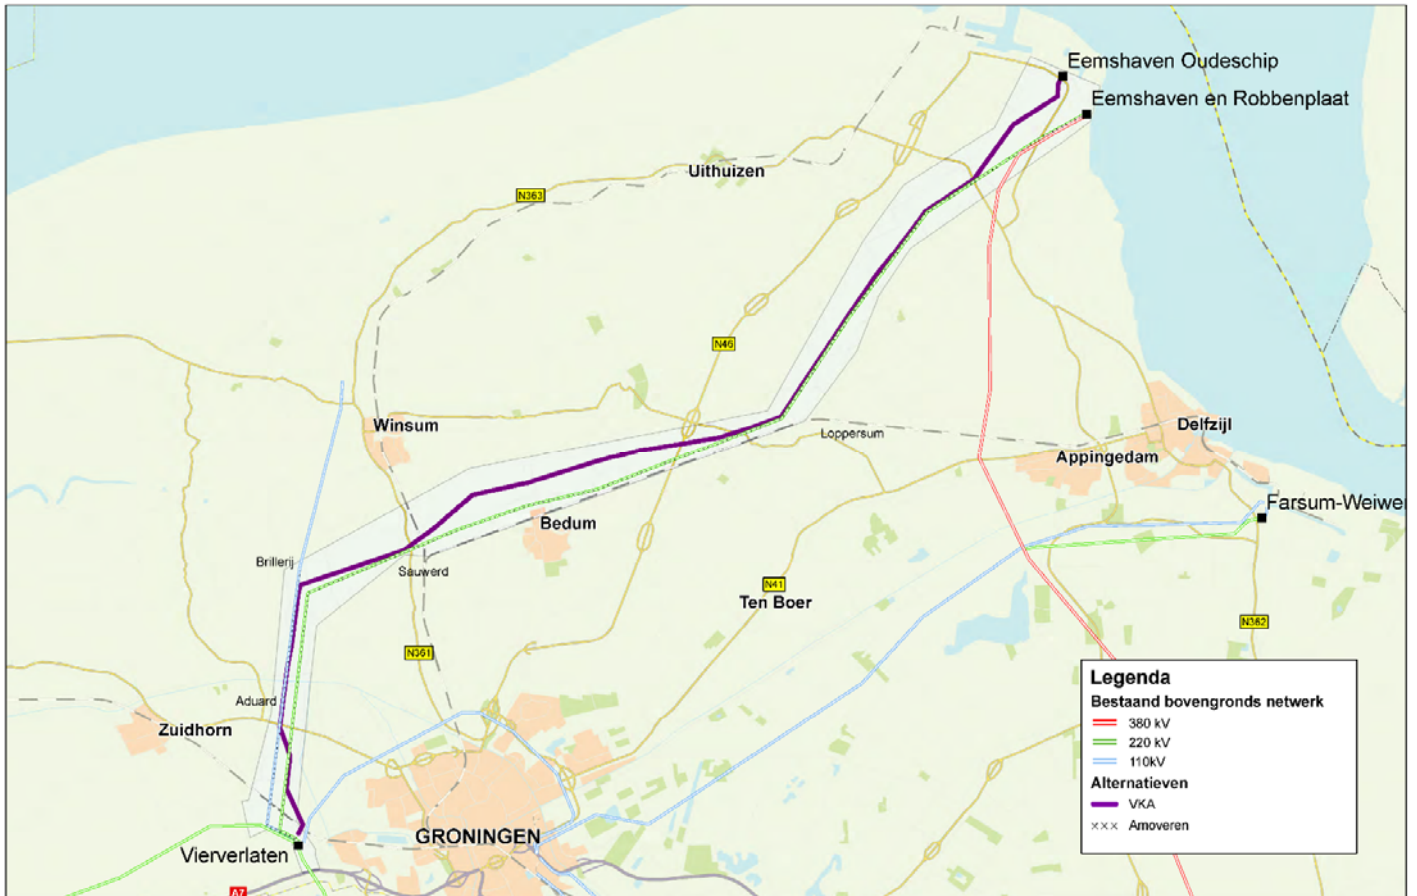 Eemshaven Oudeschip
Eemshaven en Robbenplaat
Uithuizen
N363
N46
Winsum
Loppersum
Delfzijl
Appingedam
Farsum-Weiwer
Bedum
Brillerij
Sauwerd
N41
Ten Boer
N362
N361
Aduard
Zuidhorn
GRONINGEN
Vierverlaten
A7
Legenda
Bestaand bovengronds netwerk
380 kV
220 kV
110kV
Alternatieven
VKA
Amoveren